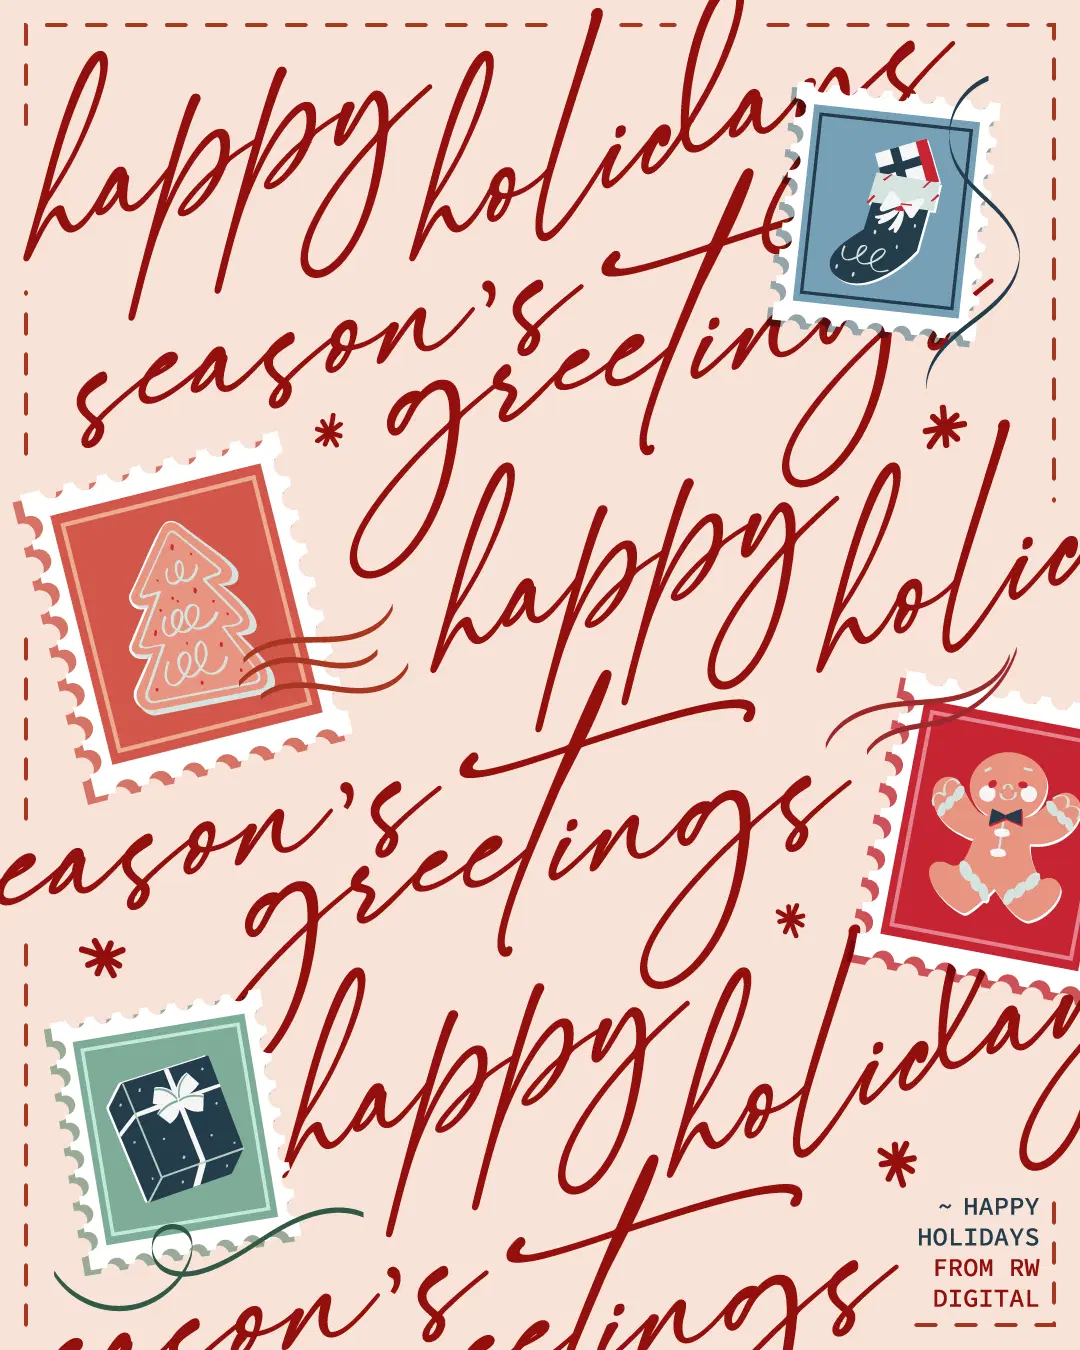 happy holidays
season's
greetings
happy holid
eason's
greetings
happy holiday
eason's
eetings
~ HAPPY
HOLIDAYS
FROM RW
DIGITAL